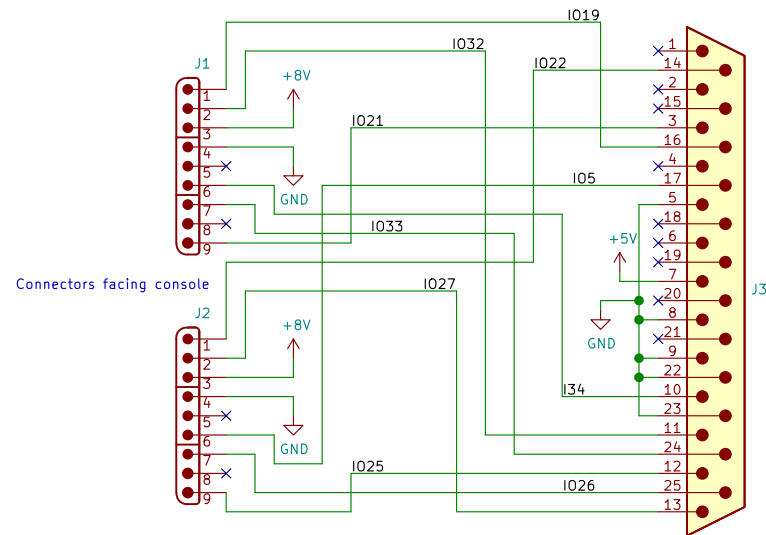 IO19
IO32
IO22
J1
+8V
IO21
GND
IO5
IO33
+5V
Connectors facing console
IO27
J2
+8V
GND
I34
GND
IO25
IO26
J3
1
2
3
4
5
6
7
8
9
1
2
3
4
5
6
7
8
9
1
14
2
15
3
16
4
17
5
18
6
19
7
20
8
21
9
22
10
23
11
24
12
25
13